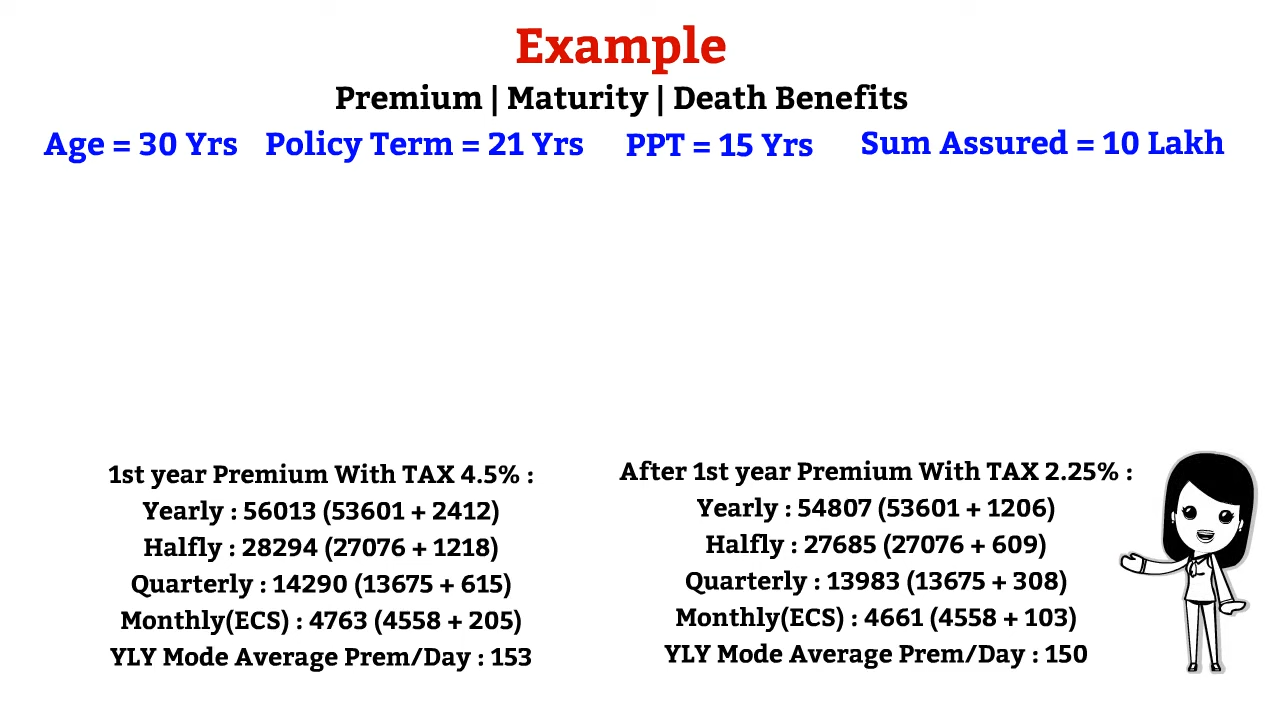 Example
Premium | Maturity | Death Benefits
Age = 30 Yrs Policy Term = 21 Yrs PPT = 15 Yrs Sum Assured = 10 Lakh
1st year Premium With TAX 4.5% :
Yearly : 56013 (53601 + 2412)
Halfly : 28294 (27076 + 1218)
Quarterly : 14290 (13675 + 615)
Monthly(ECS) : 4763 (4558 + 205)
YLY Mode Average Prem/Day : 153
After 1st year Premium With TAX 2.25% :
Yearly : 54807 (53601 + 1206)
Halfly : 27685 (27076 + 609)
Quarterly : 13983 (13675 + 308)
Monthly(ECS) : 4661 (4558 + 103)
YLY Mode Average Prem/Day : 150